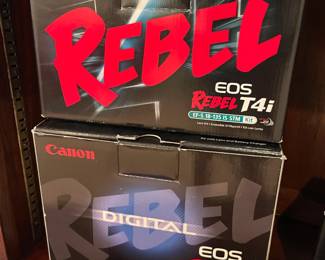 REBEL
EOS
REBEL T4i
EF-S 18-135 IS STM Kit
Canon
REBEL
DIGITAL
EOS